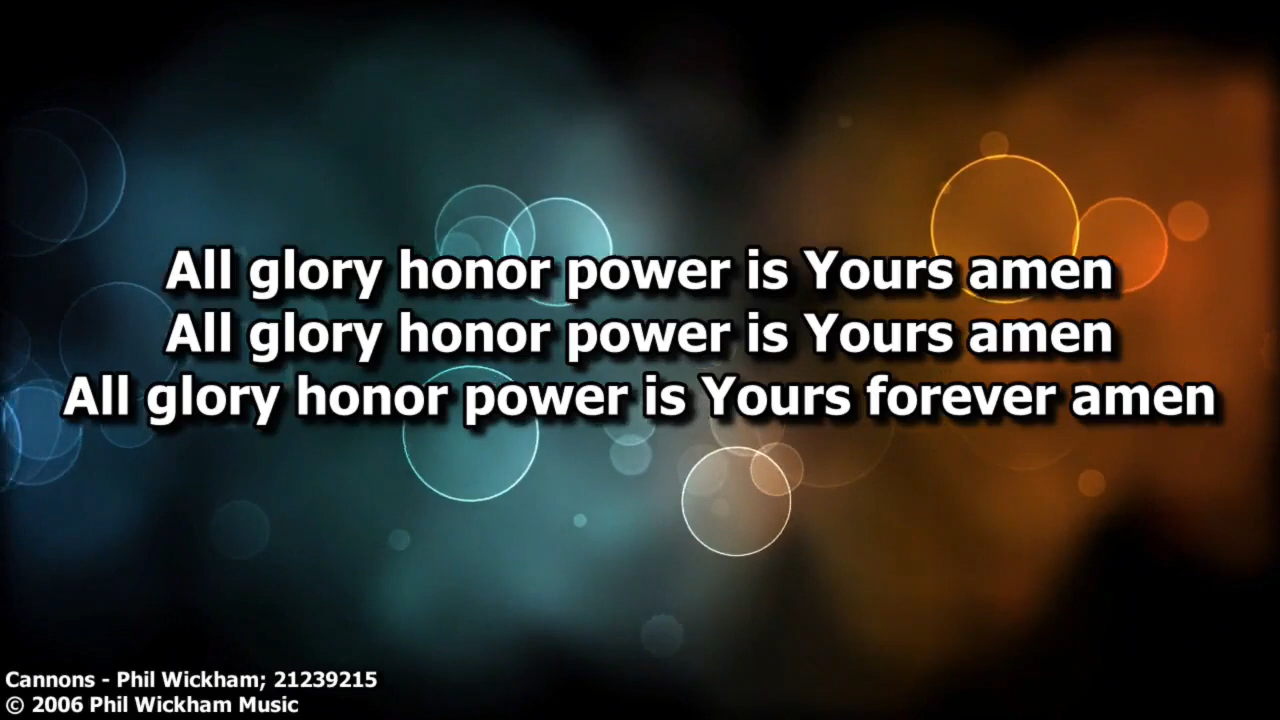 All glory honor power is Yours amen
All glory honor power is Yours amen
All glory honor power is Yours forever amen
Cannons - Phil Wickham; 21239215
© 2006 Phil Wickham Music